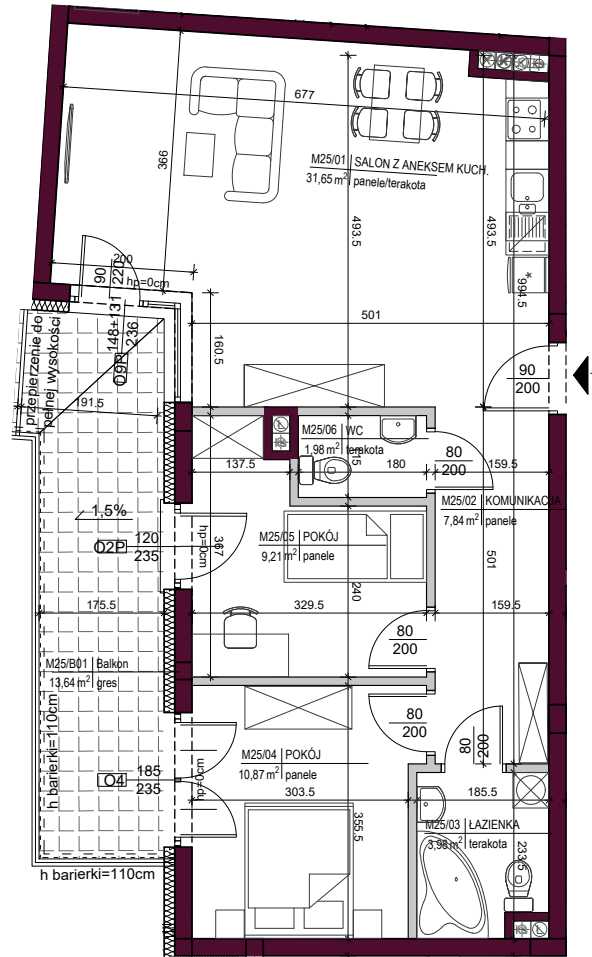 677
366
M25/01 SALON Z ANEKSEM KUCH.
31,65 m² panele/terakota
493.5
493.5
994.5
200
90
220
hp=0cm
148+131
236
O9P
przepierzenie do
pełnej wysokości
191.5
160.5
501
90
200
M25/06 WC
1,98 m² terakota
137.5
180
80
200
159.5
M25/02 KOMUNIKACJA
7,84 m² panele
1,5%
O2P
120
235
hp=0cm
367
M25/05 POKÓJ
9,21 m² panele
240
501
175.5
329.5
159.5
80
200
M25/B01 Balkon
13,64 m² gres
h barierki=110cm
80
200
80
200
M25/04 POKÓJ
10,87 m² panele
O4
185
235
hp=0cm
303.5
185.5
355.5
M25/03 ŁAZIENKA
3,98 m² terakota
233.5
h barierki=110cm